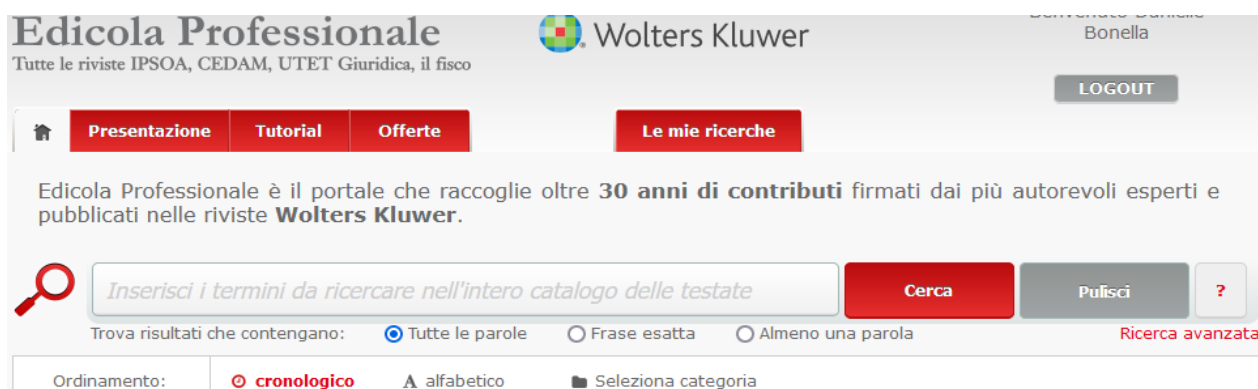 Edicola Professionale
Tutte le riviste IPSOA, CEDAM, UTET Giuridica, il fisco
Wolters Kluwer
Bonella
LOGOUT
Presentazione Tutorial Offerte Le mie ricerche
Edicola Professionale è il portale che raccoglie oltre 30 anni di contributi firmati dai più autorevoli esperti e
pubblicati nelle riviste Wolters Kluwer.
Inserisci i termini da ricercare nell'intero catalogo delle testate Cerca Pulisci ?
Trova risultati che contengano: Tutte le parole Frase esatta Almeno una parola Ricerca avanzata
Ordinamento: cronologico A alfabetico Seleziona categoria